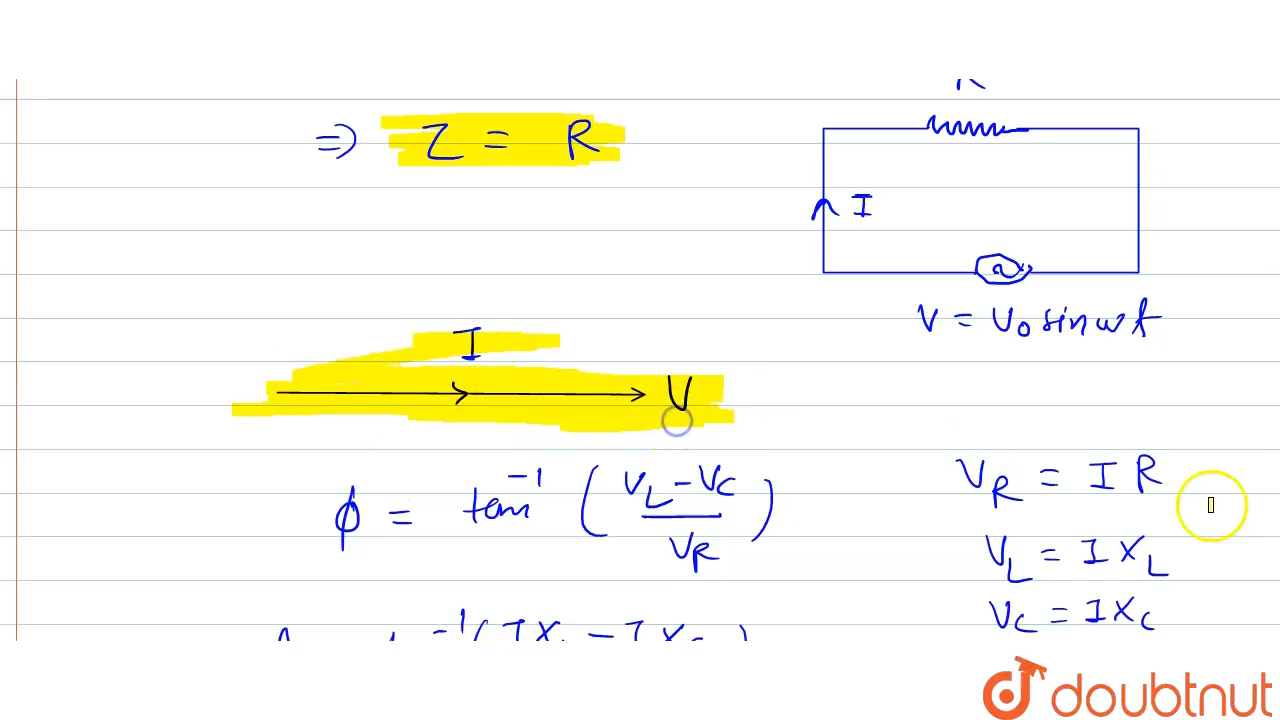 ⇒ Z = R
I
V = V₀ sin ωt
I
V
ϕ = tan⁻¹ ( (V_L − V_C) / V_R )
V_R = I R
V_L = I X_L
V_C = I X_C
doubtnut